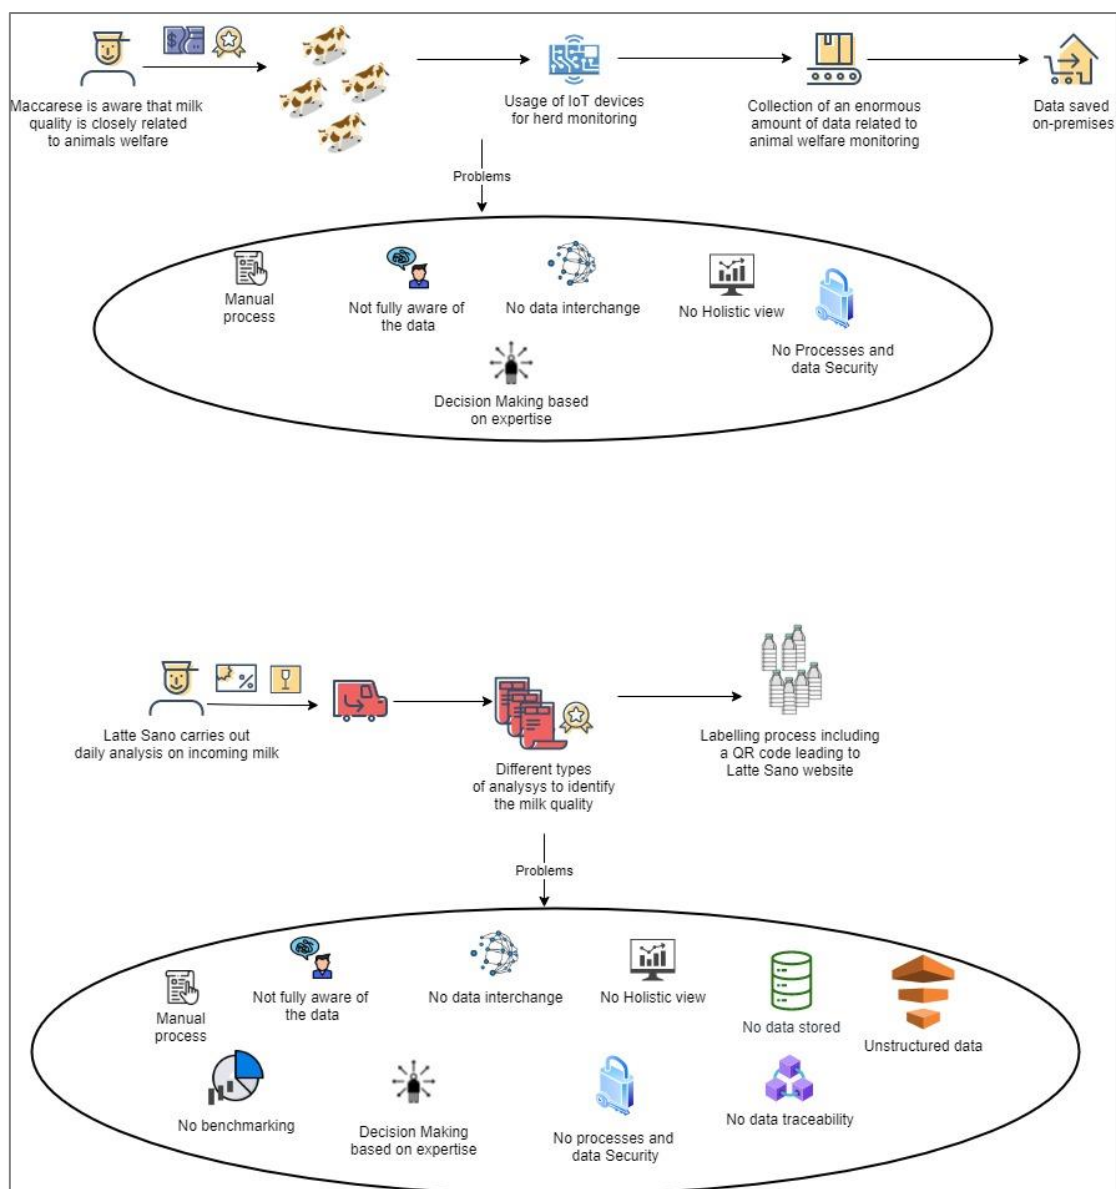 Maccarese is aware that milk
quality is closely related
to animals welfare
Usage of IoT devices
for herd monitoring
Collection of an enormous
amount of data related to
animal welfare monitoring
Data saved
on-premises
Problems
Manual
process
Not fully aware of
the data
No data interchange
No Holistic view
No Processes and
data Security
Decision Making based
on expertise
Latte Sano carries out
daily analysis on incoming milk
Different types
of analysys to identify
the milk quality
Labelling process including
a QR code leading to
Latte Sano website
Problems
Manual
process
Not fully aware of
the data
No data interchange
No Holistic view
No data stored
Unstructured data
No benchmarking
Decision Making
based on expertise
No processes and
data Security
No data traceability